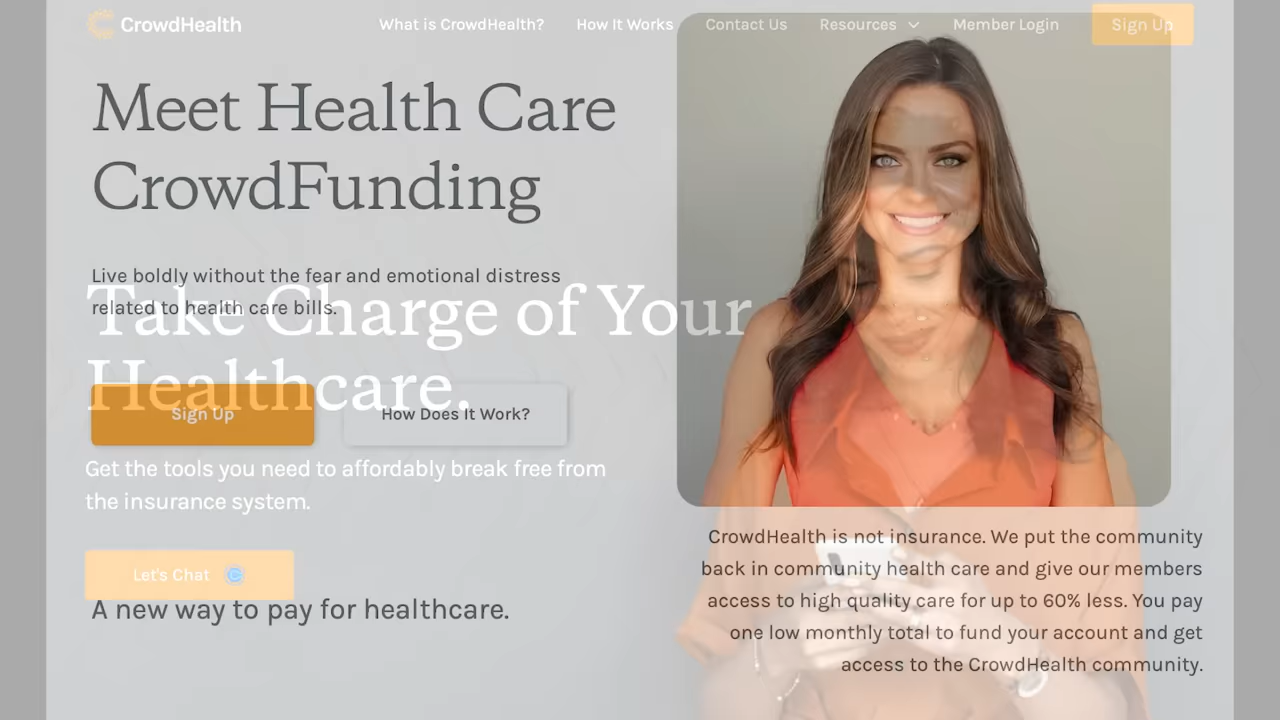 CrowdHealth
What is CrowdHealth? How It Works Contact Us Resources Member Login Sign Up
Meet Health Care
CrowdFunding
Live boldly without the fear and emotional distress
related to health care bills.
Take Charge of Your
Healthcare.
Sign Up
How Does It Work?
Get the tools you need to affordably break free from
the insurance system.
Let's Chat
A new way to pay for healthcare.
CrowdHealth is not insurance. We put the community
back in community health care and give our members
access to high quality care for up to 60% less. You pay
one low monthly total to fund your account and get
access to the CrowdHealth community.